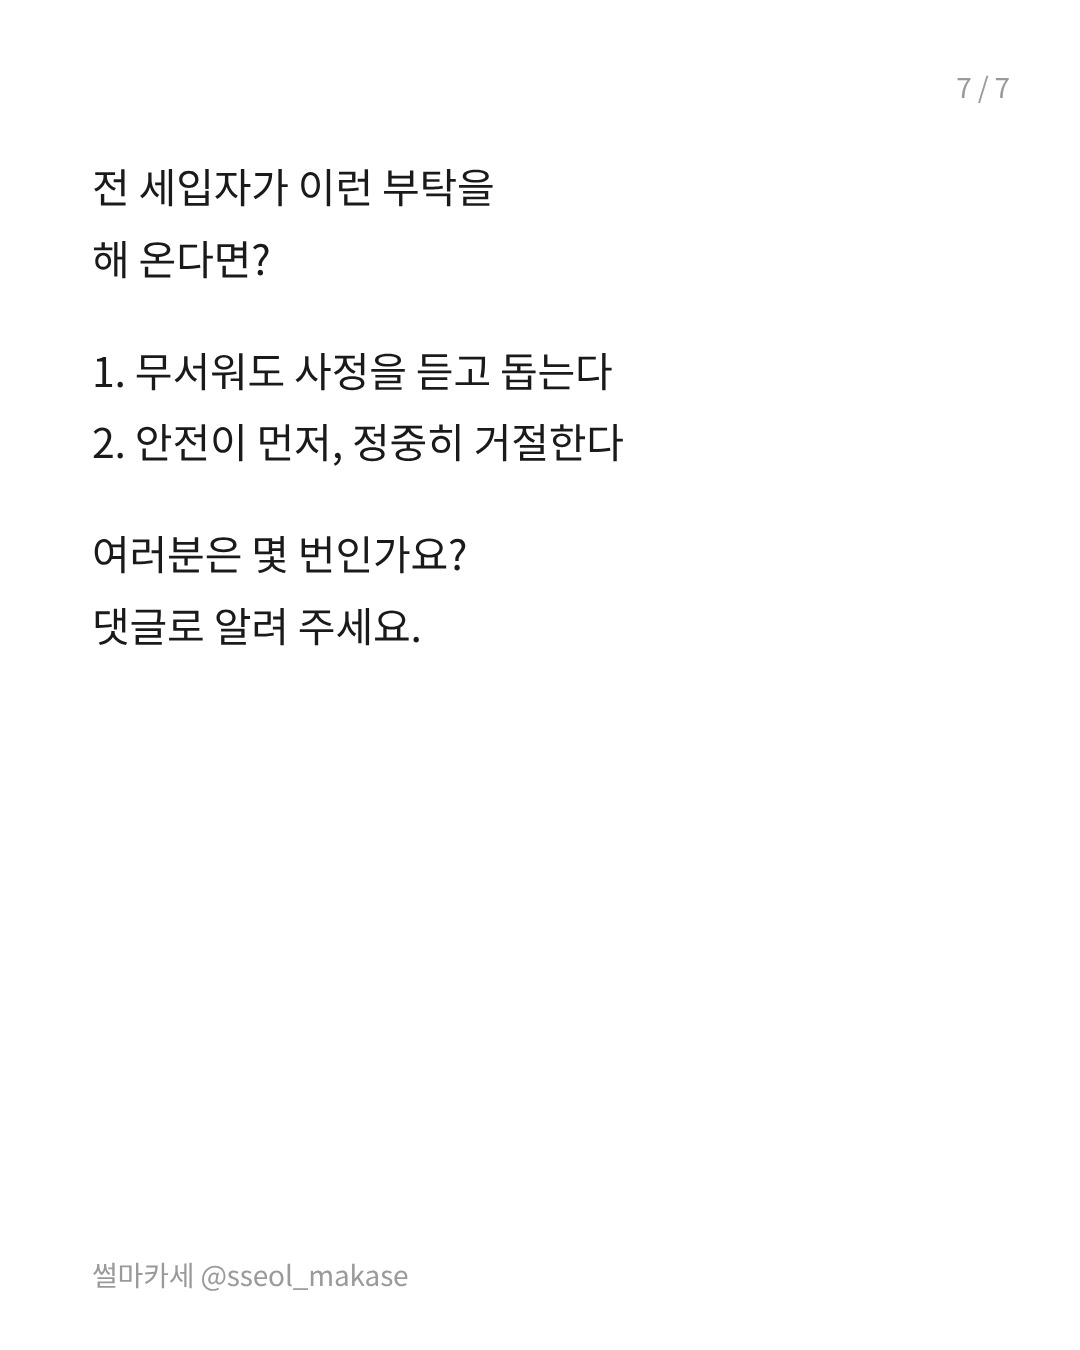 7 / 7
전 세입자가 이런 부탁을
해 온다면?
1. 무서워도 사정을 듣고 돕는다
2. 안전이 먼저, 정중히 거절한다
여러분은 몇 번인가요?
댓글로 알려 주세요.
썰마카세 @sseol_makase